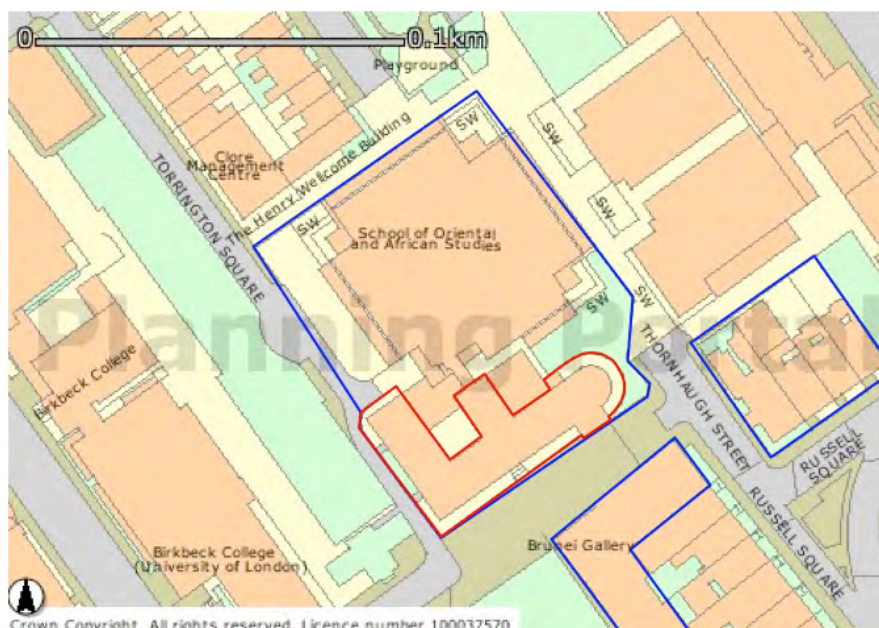 0
0.1km
Playground
SW
SW
The Henry Welcome Building
Clore
Management
Centre
TORRINGTON SQUARE
SW
SW
School of Oriental
and African Studies
SW
SW
Planning Portal
THORNHAUGH STREET
Birkbeck College
RUSSELL
SQUARE
RUSSELL SQUARE
Brunei Gallery
Birkbeck College
(University of London)
Crown Copyright. All rights reserved. Licence number 100037570